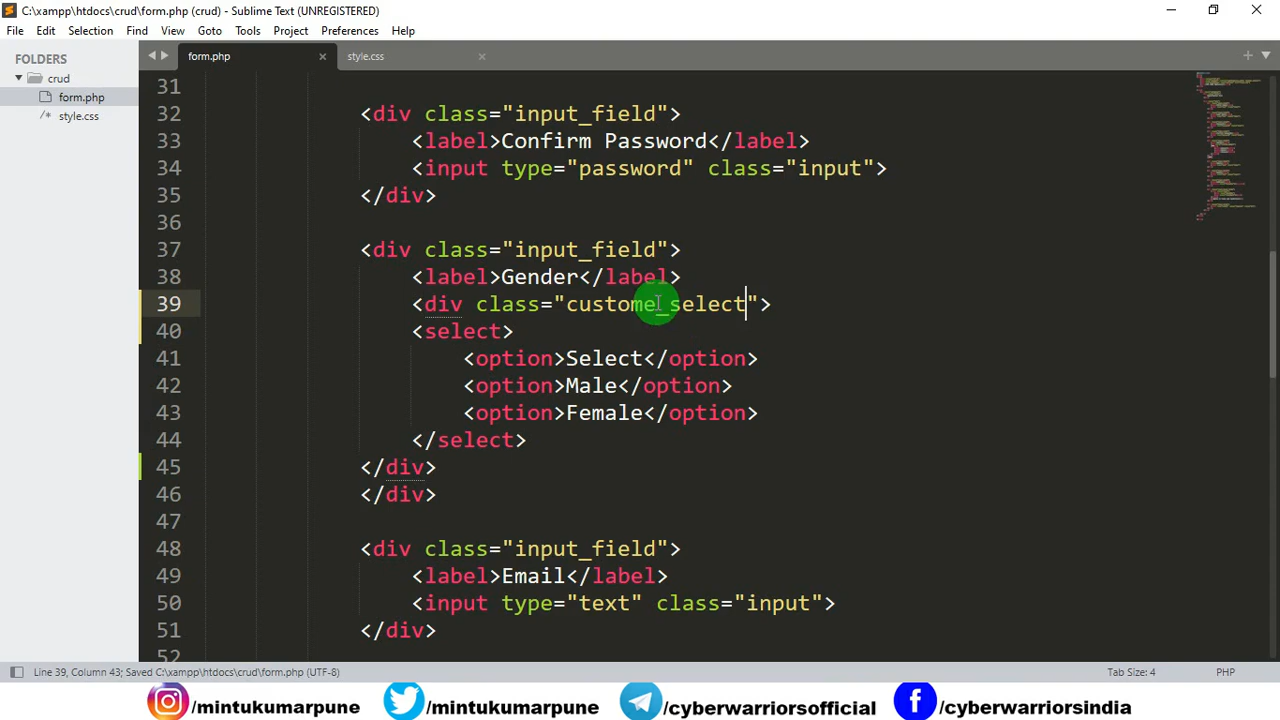 C:\xampp\htdocs\crud\form.php (crud) - Sublime Text (UNREGISTERED)
File Edit Selection Find View Goto Tools Project Preferences Help
FOLDERS
crud
form.php
/* style.css
form.php × style.css ×
31
32 <div class="input_field">
33 <label>Confirm Password</label>
34 <input type="password" class="input">
35 </div>
36
37 <div class="input_field">
38 <label>Gender</label>
39 <div class="custome_select">
40 <select>
41 <option>Select</option>
42 <option>Male</option>
43 <option>Female</option>
44 </select>
45 </div>
46 </div>
47
48 <div class="input_field">
49 <label>Email</label>
50 <input type="text" class="input">
51 </div>
52
Line 39, Column 43; Saved C:\xampp\htdocs\crud\form.php (UTF-8) Tab Size: 4 PHP
/mintukumarpune /mintukumarpune /cyberwarriorsofficial /cyberwarriorsindia